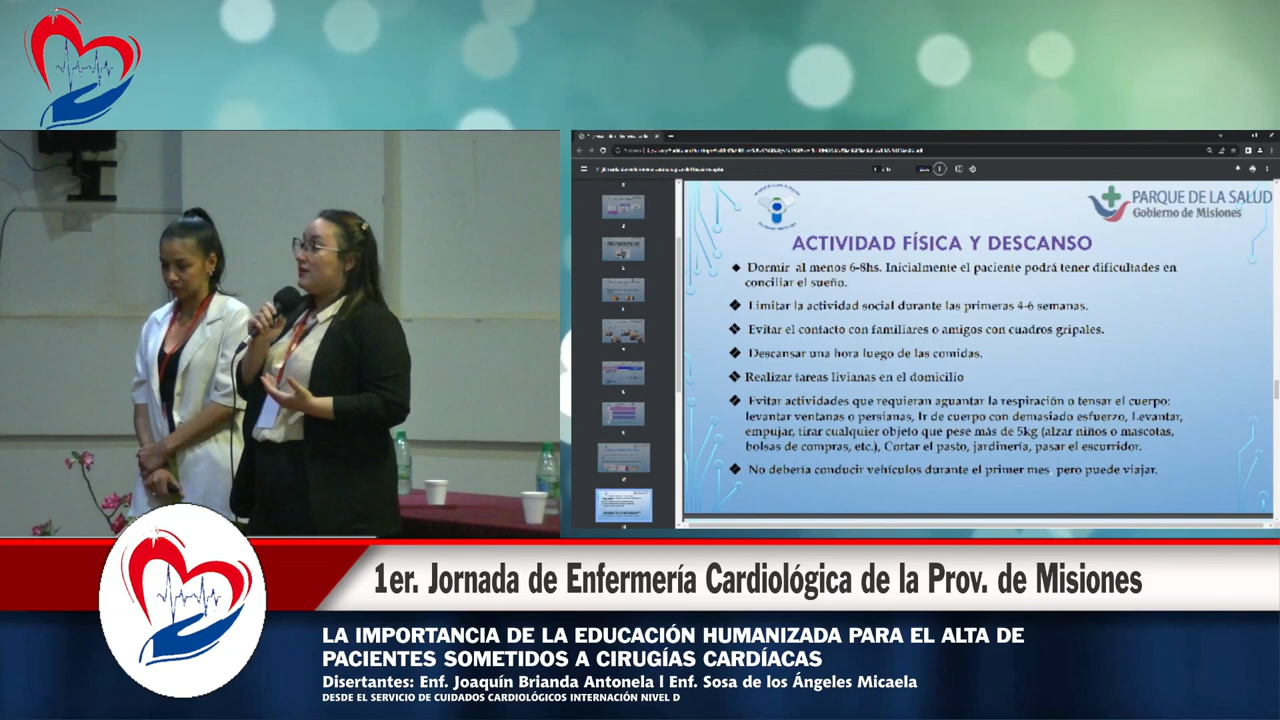 PARQUE DE LA SALUD
Gobierno de Misiones
ACTIVIDAD FÍSICA Y DESCANSO
❖ Dormir al menos 6-8hs. Inicialmente el paciente podrá tener dificultades en
conciliar el sueño.
❖ Limitar la actividad social durante las primeras 4-6 semanas.
❖ Evitar el contacto con familiares o amigos con cuadros gripales.
❖ Descansar una hora luego de las comidas.
❖ Realizar tareas livianas en el domicilio
❖ Evitar actividades que requieran aguantar la respiración o tensar el cuerpo:
levantar ventanas o persianas, Ir de cuerpo con demasiado esfuerzo, Levantar,
empujar, tirar cualquier objeto que pese más de 5kg (alzar niños o mascotas,
bolsas de compras, etc.), Cortar el pasto, jardinería, pasar el escurridor.
❖ No debería conducir vehículos durante el primer mes, pero puede viajar.
1er. Jornada de Enfermería Cardiológica de la Prov. de Misiones
LA IMPORTANCIA DE LA EDUCACIÓN HUMANIZADA PARA EL ALTA DE
PACIENTES SOMETIDOS A CIRUGÍAS CARDÍACAS
Disertantes: Enf. Joaquín Brianda Antonela l Enf. Sosa de los Ángeles Micaela
DESDE EL SERVICIO DE CUIDADOS CARDIOLÓGICOS INTERNACIÓN NIVEL D